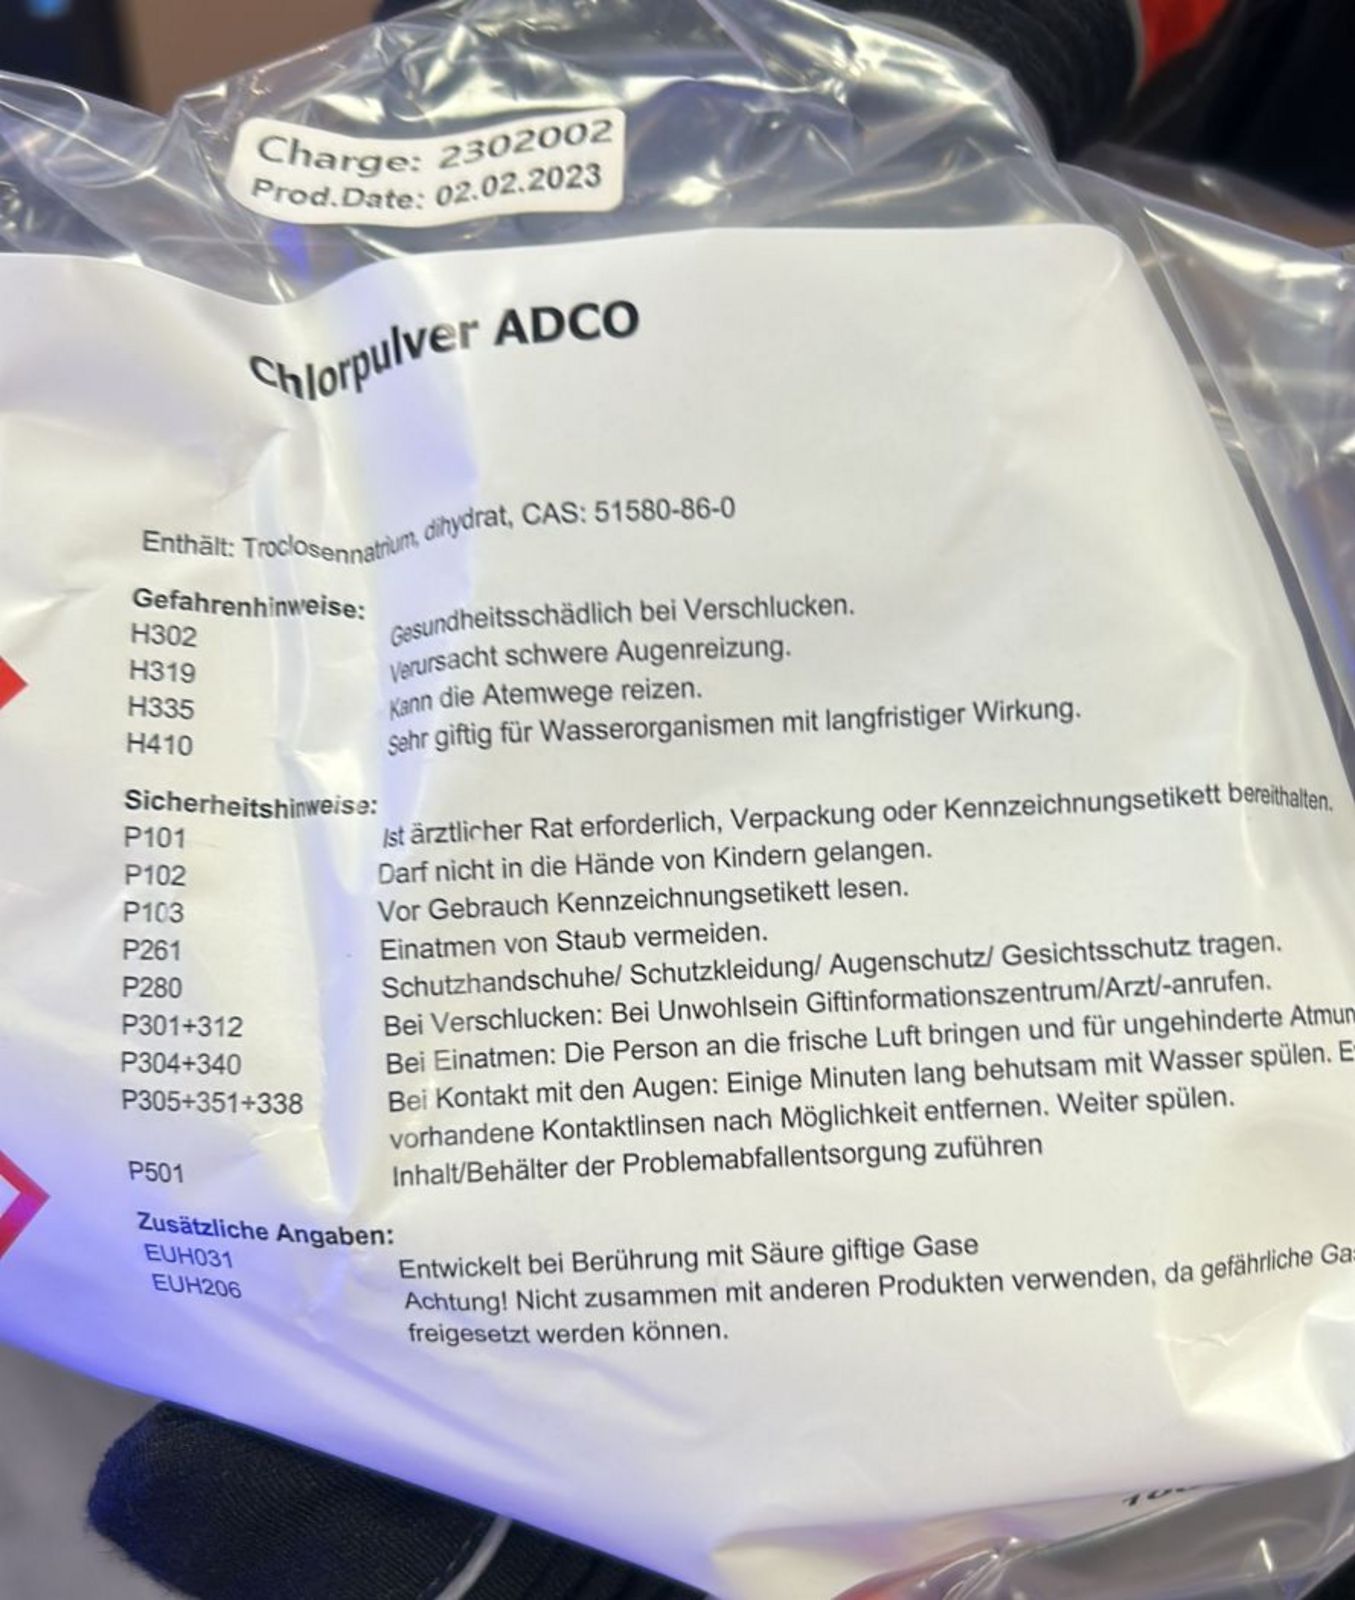 Charge: 2302002
Prod.Date: 02.02.2023
Chlorpulver ADCO
Enthält: Troclosennatrium, dihydrat, CAS: 51580-86-0
Gefahrenhinweise:
H302 Gesundheitsschädlich bei Verschlucken.
H319 Verursacht schwere Augenreizung.
H335 Kann die Atemwege reizen.
H410 Sehr giftig für Wasserorganismen mit langfristiger Wirkung.
Sicherheitshinweise:
P101 Ist ärztlicher Rat erforderlich, Verpackung oder Kennzeichnungsetikett bereithalten.
P102 Darf nicht in die Hände von Kindern gelangen.
P103 Vor Gebrauch Kennzeichnungsetikett lesen.
P261 Einatmen von Staub vermeiden.
P280 Schutzhandschuhe/ Schutzkleidung/ Augenschutz/ Gesichtsschutz tragen.
P301+312 Bei Verschlucken: Bei Unwohlsein Giftinformationszentrum/Arzt/-anrufen.
P304+340 Bei Einatmen: Die Person an die frische Luft bringen und für ungehinderte
P305+351+338 Bei Kontakt mit den Augen: Einige Minuten lang behutsam mit Wasser spülen.
vorhandene Kontaktlinsen nach Möglichkeit entfernen. Weiter spülen.
P501 Inhalt/Behälter der Problemabfallentsorgung zuführen
Zusätzliche Angaben:
EUH031 Entwickelt bei Berührung mit Säure giftige Gase
EUH206 Achtung! Nicht zusammen mit anderen Produkten verwenden, da gefährliche
freigesetzt werden können.